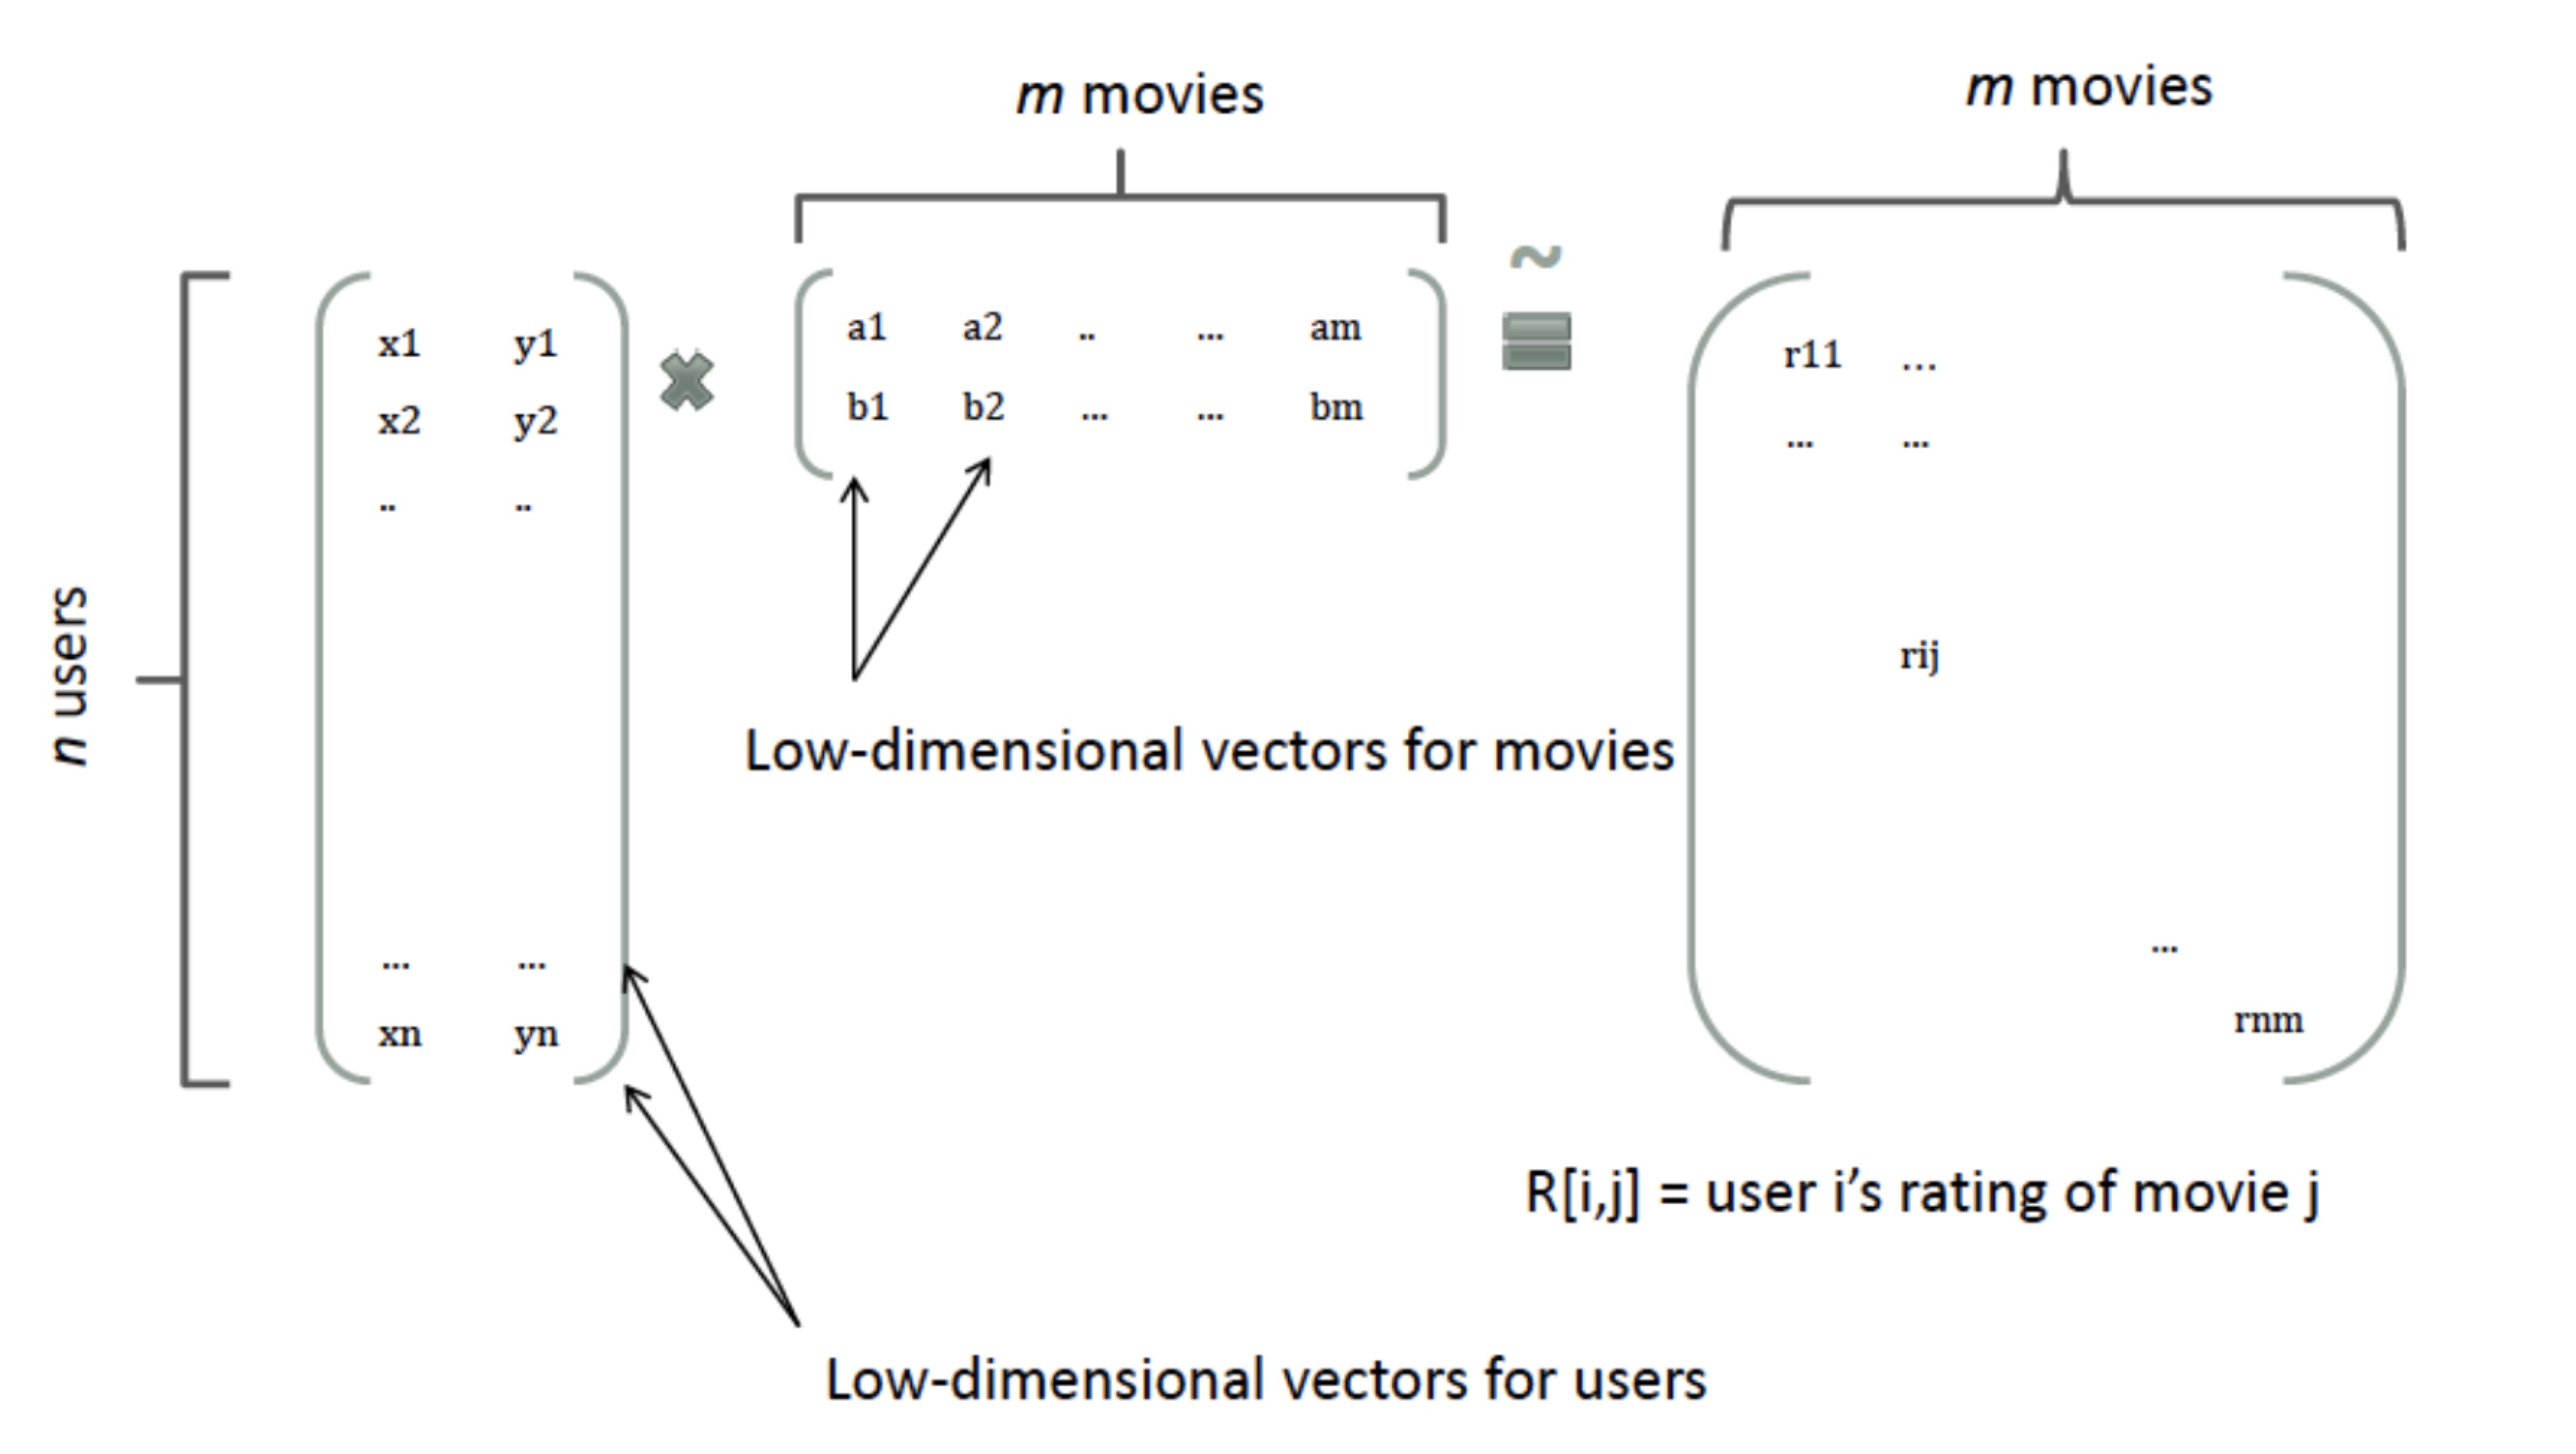 m movies
m movies
n users
x1 y1
x2 y2
.. ..
... ...
xn yn
a1 a2 .. ... am
b1 b2 ... ... bm
~
=
r11 ...
... ...
rij
...
rnm
Low-dimensional vectors for movies
R[i,j] = user i’s rating of movie j
Low-dimensional vectors for users